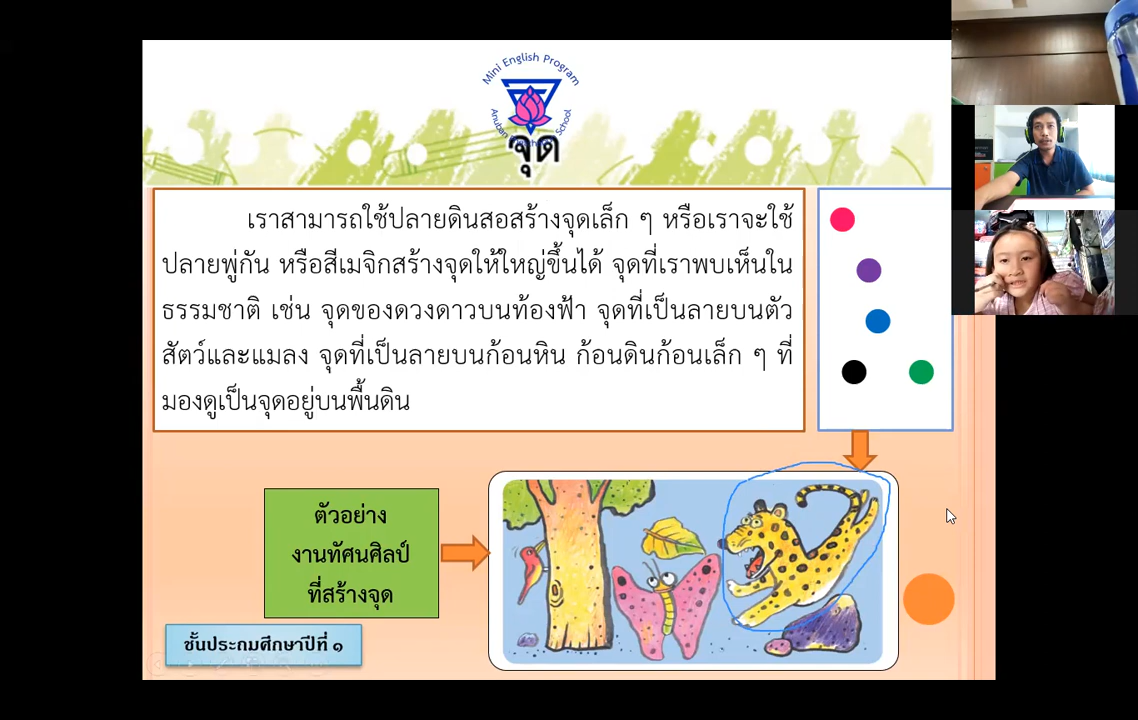 Mini English Program
Anuban School
จุด
เราสามารถใช้ปลายดินสอสร้างจุดเล็ก ๆ หรือเราจะใช้
ปลายพู่กัน หรือสีเมจิกสร้างจุดให้ใหญ่ขึ้นได้ จุดที่เราพบเห็นใน
ธรรมชาติ เช่น จุดของดวงดาวบนท้องฟ้า จุดที่เป็นลายบนตัว
สัตว์และแมลง จุดที่เป็นลายบนก้อนหิน ก้อนดินก้อนเล็ก ๆ ที่
มองดูเป็นจุดอยู่บนพื้นดิน
ตัวอย่าง
งานทัศนศิลป์
ที่สร้างจุด
ชั้นประถมศึกษาปีที่ ๑